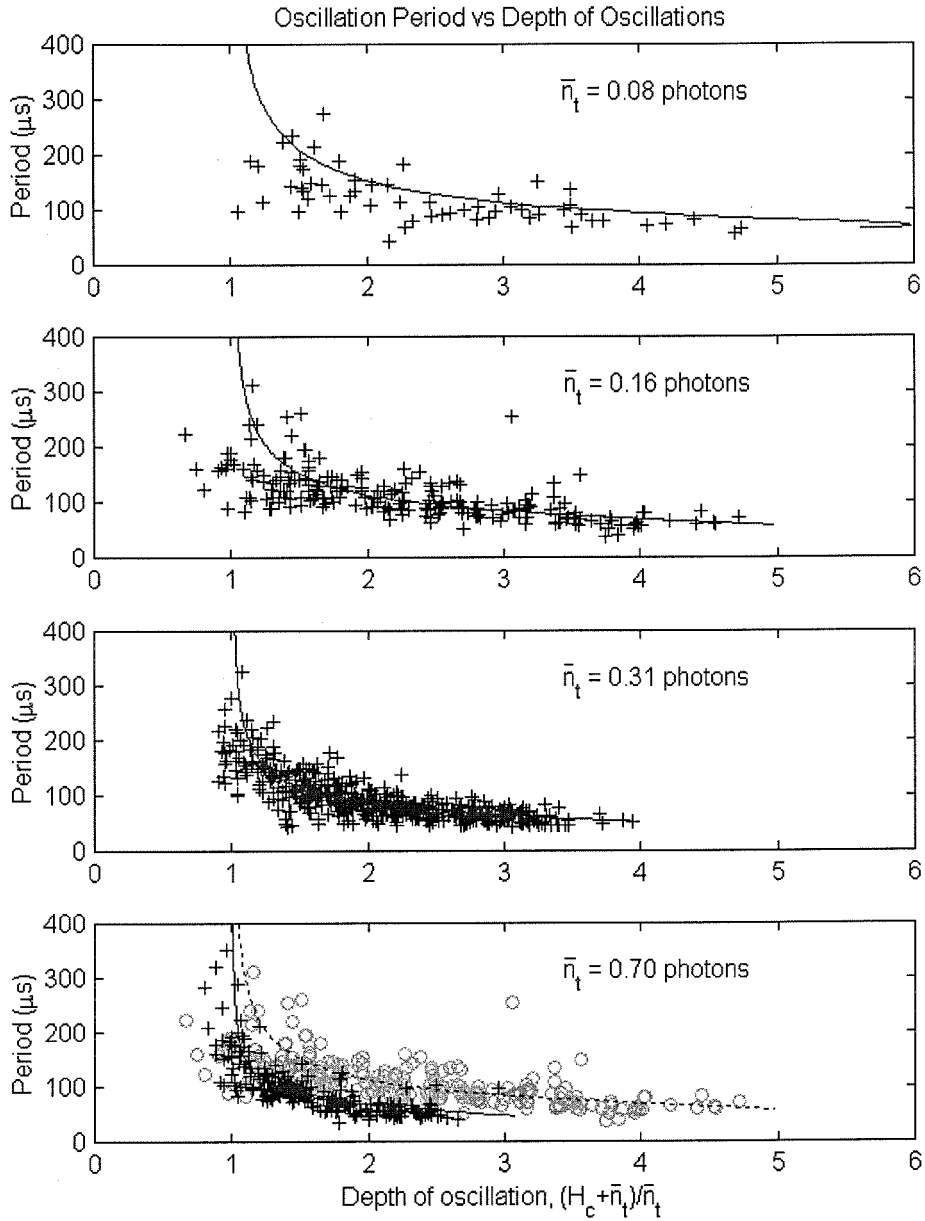 Oscillation Period vs Depth of Oscillations
400
300
200
100
0
Period (μs)
n̄t = 0.08 photons
0 1 2 3 4 5 6
400
300
200
100
0
Period (μs)
n̄t = 0.16 photons
0 1 2 3 4 5 6
400
300
200
100
0
Period (μs)
n̄t = 0.31 photons
0 1 2 3 4 5 6
400
300
200
100
0
Period (μs)
n̄t = 0.70 photons
0 1 2 3 4 5 6
Depth of oscillation, (Hc+n̄t)/n̄t